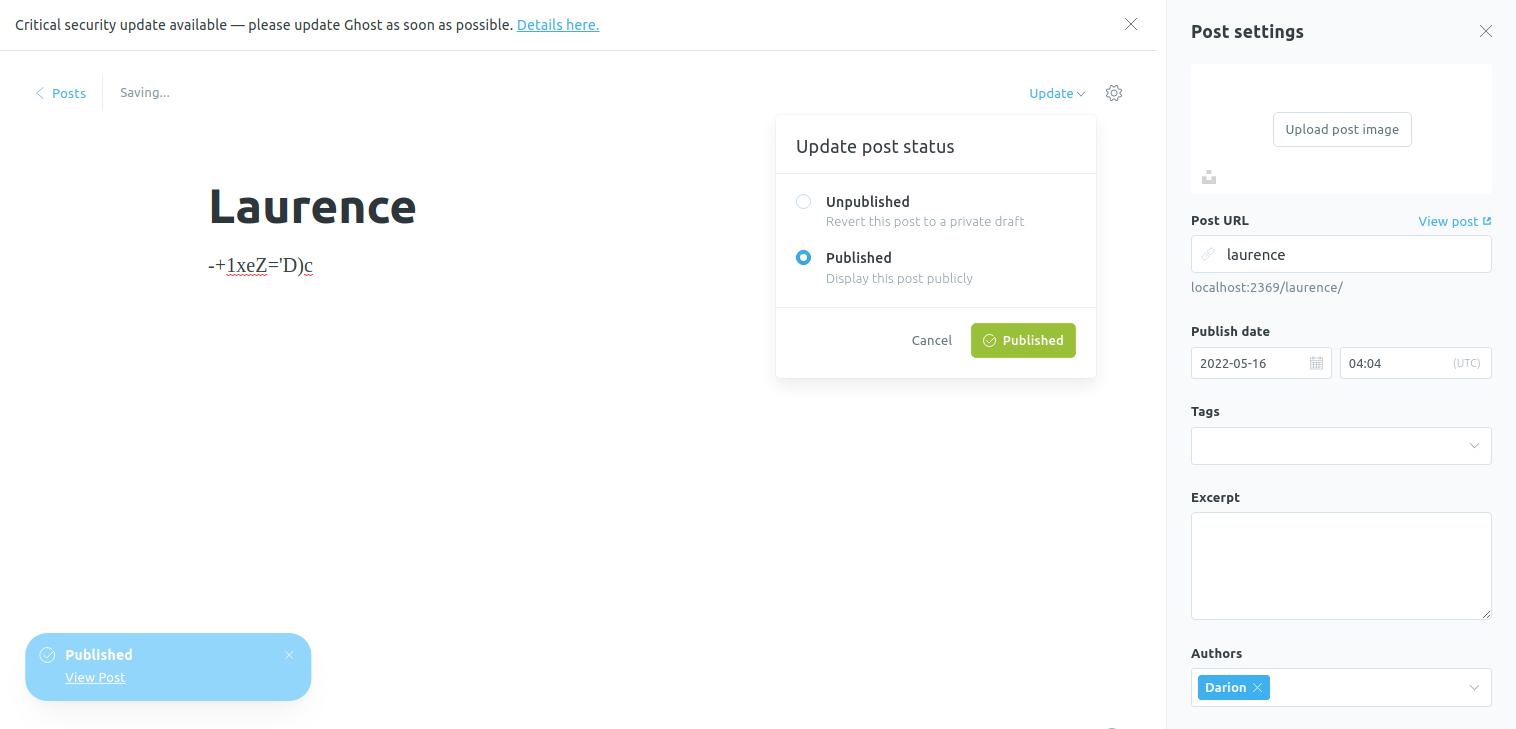 Critical security update available — please update Ghost as soon as possible. Details here.
Posts
Saving...
Update
Update post status
Unpublished
Revert this post to a private draft
Published
Display this post publicly
Cancel
Published
Laurence
-+1xeZ='D)c
Published
View Post
Post settings
Upload post image
Post URL
View post
laurence
localhost:2369/laurence/
Publish date
2022-05-16
04:04
(UTC)
Tags
Excerpt
Authors
Darion